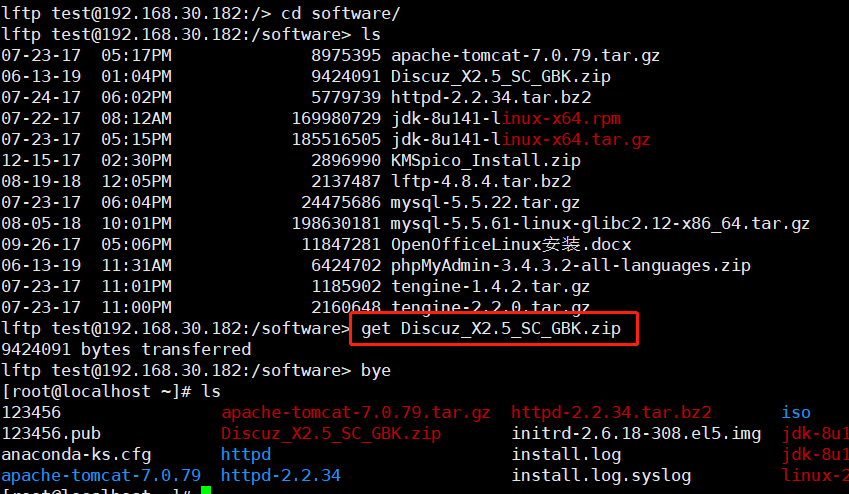 lftp test@192.168.30.182:/> cd software/
lftp test@192.168.30.182:/software> ls
07-23-17  05:17PM              8975395 apache-tomcat-7.0.79.tar.gz
06-13-19  01:04PM              9424091 Discuz_X2.5_SC_GBK.zip
07-24-17  06:02PM              5779739 httpd-2.2.34.tar.bz2
07-22-17  08:12AM            169980729 jdk-8u141-linux-x64.rpm
07-23-17  05:15PM            185516505 jdk-8u141-linux-x64.tar.gz
12-15-17  02:30PM              2896990 KMSpico_Install.zip
08-19-18  12:05PM              2137487 lftp-4.8.4.tar.bz2
07-23-17  06:04PM             24475686 mysql-5.5.22.tar.gz
08-05-18  10:01PM            198630181 mysql-5.5.61-linux-glibc2.12-x86_64.tar.gz
09-26-17  05:06PM             11847281 OpenOfficeLinux安装.docx
06-13-19  11:31AM              6424702 phpMyAdmin-3.4.3.2-all-languages.zip
07-23-17  11:01PM              1185902 tengine-1.4.2.tar.gz
07-23-17  11:00PM              2160648 tengine-2.2.0.tar.gz
lftp test@192.168.30.182:/software> get Discuz_X2.5_SC_GBK.zip
9424091 bytes transferred
lftp test@192.168.30.182:/software> bye
[root@localhost ~]# ls
123456 apache-tomcat-7.0.79.tar.gz httpd-2.2.34.tar.bz2 iso
123456.pub Discuz_X2.5_SC_GBK.zip initrd-2.6.18-308.el5.img jdk-8u1
anaconda-ks.cfg httpd install.log jdk-8u1
apache-tomcat-7.0.79 httpd-2.2.34 install.log.syslog linux-2
[root@localhost ~]#